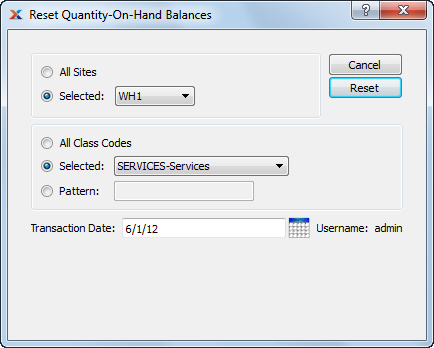 Reset Quantity-On-Hand Balances
All Sites
Selected: WH1
Cancel
Reset
All Class Codes
Selected: SERVICES-Services
Pattern:
Transaction Date: 6/1/12 Username: admin